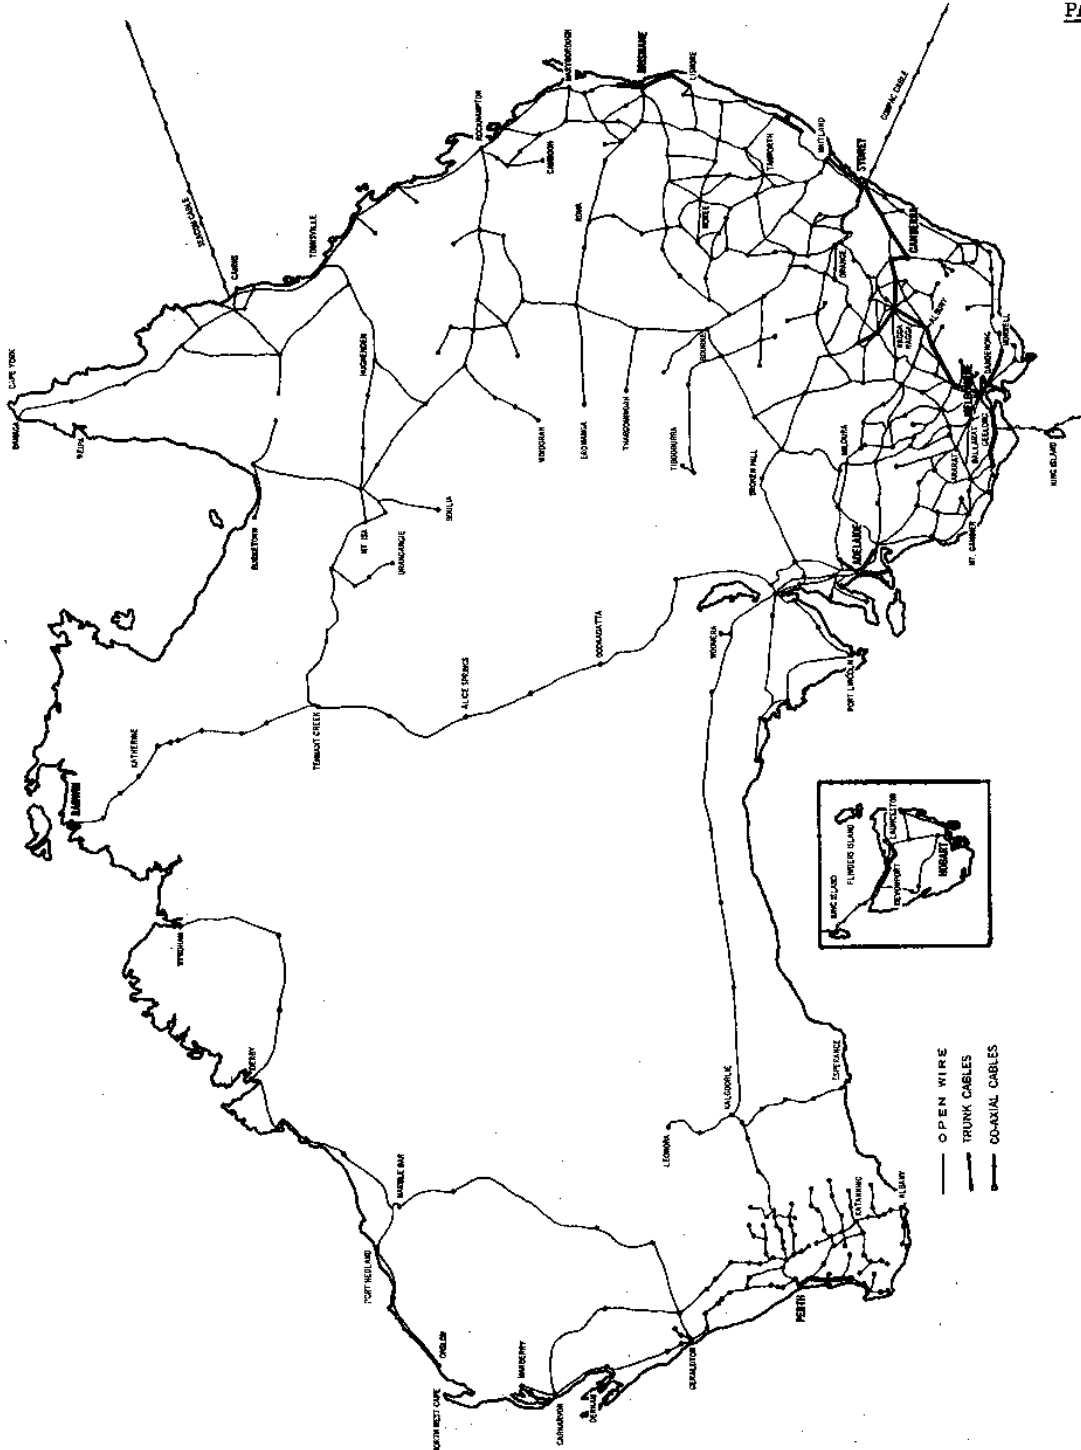 CAPE YORK
BAMAGA
WEIPA
SEACOM CABLE
CAIRNS
TOWNSVILLE
ROCKHAMPTON
MARYBOROUGH
BRISBANE
LISMORE
COMPAC CABLE
BURKETOWN
HUGHENDEN
MT ISA
BOULIA
URANDANGIE
WINDORAH
EROMANGA
THARGOMINDAH
TIBOOBURRA
BOURKE
ROMA
TAMWORTH
MAITLAND
SYDNEY
CANBERRA
ORANGE
WAGGA
WAGGA
ALBURY
BROKEN HILL
MILDURA
ARARAT
BALLARAT
GEELONG
MELBOURNE
DANDENONG
MORWELL
KING ISLAND
MT. GAMBIER
ADELAIDE
PORT LINCOLN
WOOMERA
OODNADATTA
ALICE SPRINGS
TENNANT CREEK
KATHERINE
DARWIN
WYNDHAM
DERBY
MARBLE BAR
PORT HEDLAND
ONSLOW
NORTH WEST CAPE
CARNARVON
DENHAM
GERALDTON
PERTH
KATANNING
ALBANY
ESPERANCE
KALGOORLIE
LEONORA
KING ISLAND
FLINDERS ISLAND
DEVONPORT
LAUNCESTON
HOBART
OPEN WIRE
TRUNK CABLES
CO-AXIAL CABLES